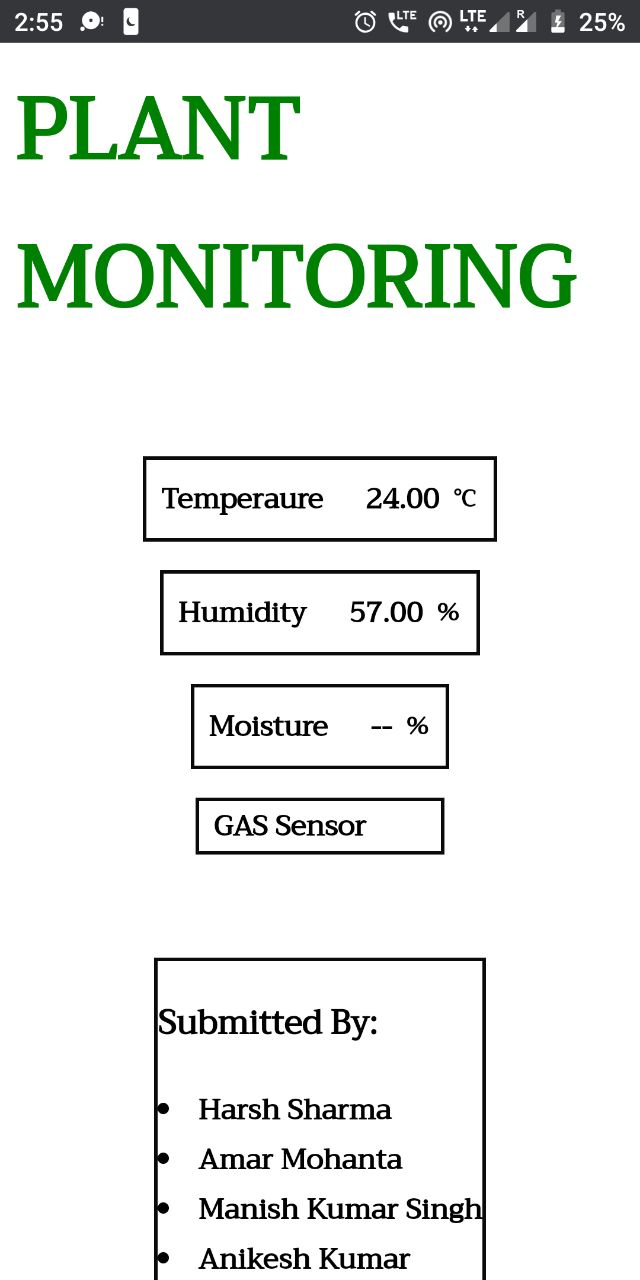 2:55 LTE LTE R 25%
PLANT
MONITORING
Temperaure 24.00 °C
Humidity 57.00 %
Moisture -- %
GAS Sensor
Submitted By:
• Harsh Sharma
• Amar Mohanta
• Manish Kumar Singh
• Anikesh Kumar